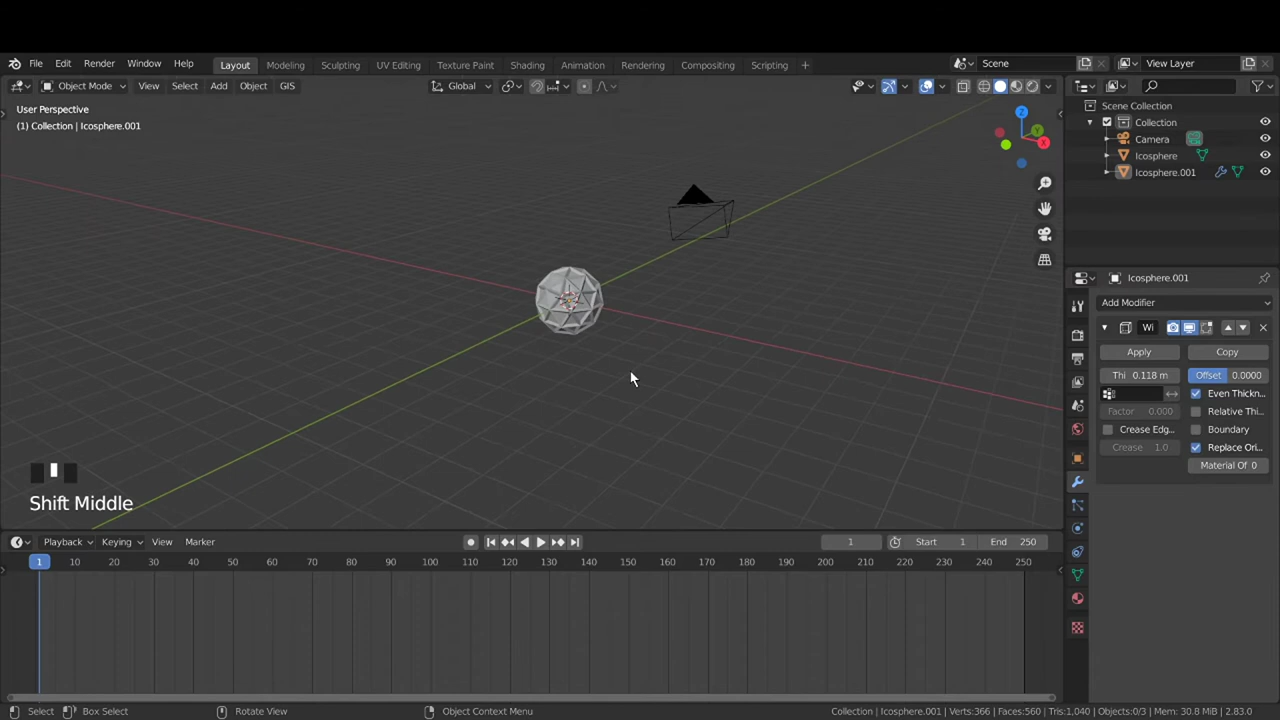 File Edit Render Window Help Layout Modeling Sculpting UV Editing Texture Paint Shading Animation Rendering Compositing Scripting + Scene View Layer
Object Mode View Select Add Object GIS Global
User Perspective
(1) Collection | Icosphere.001
Z
Y
X
Scene Collection
Collection
Camera
Icosphere
Icosphere.001
Icosphere.001
Add Modifier
Wi
Apply Copy
Thi 0.118 m Offset 0.0000
Even Thickn...
Factor 0.000 Relative Thi...
Crease Edg... Boundary
Crease 1.0 Replace Ori...
Material Of 0
Shift Middle
Playback Keying View Marker 1 Start 1 End 250
1 10 20 30 40 50 60 70 80 90 100 110 120 130 140 150 160 170 180 190 200 210 220 230 240 250
Select Box Select Rotate View Object Context Menu Collection | Icosphere.001 | Verts:366 | Faces:560 | Tris:1,040 | Objects:0/3 | Mem: 30.8 MiB | 2.83.0